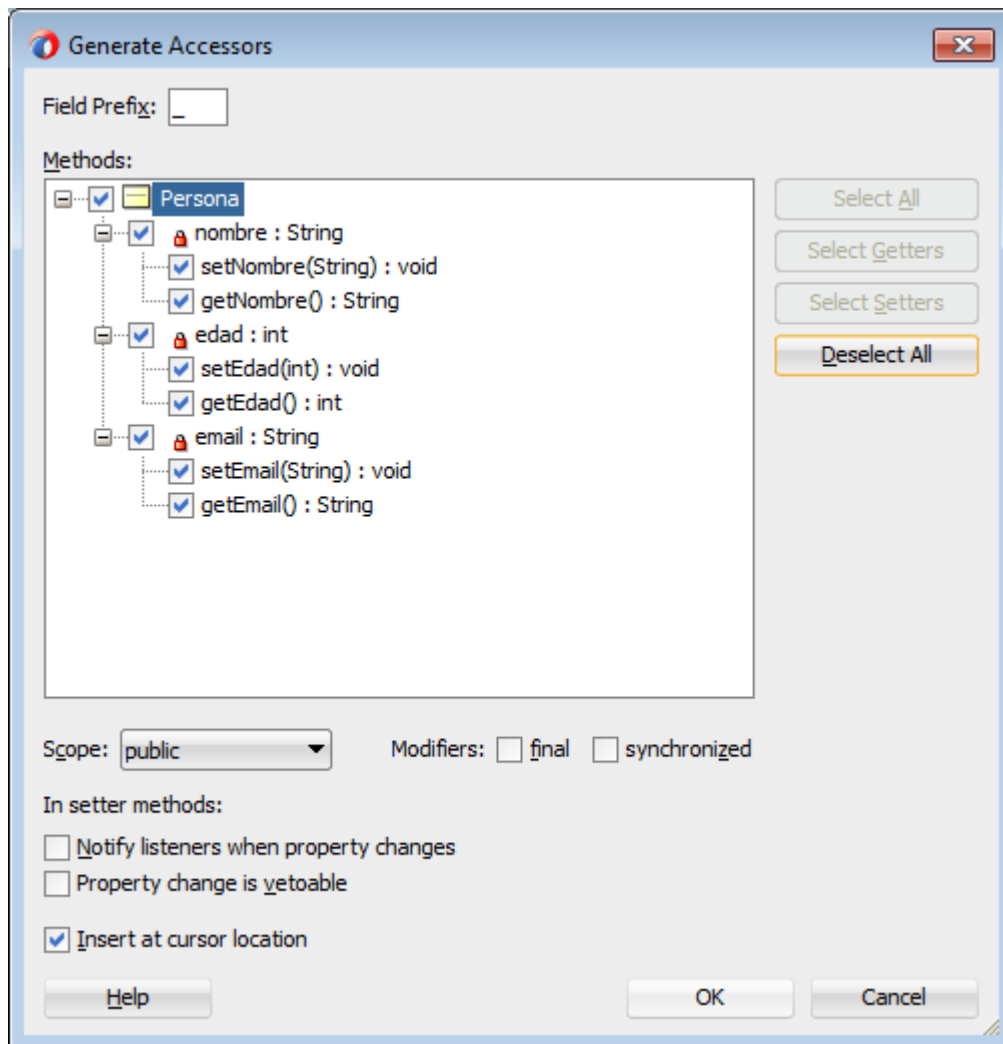 Generate Accessors
Field Prefix: _
Methods:
Persona
nombre : String
setNombre(String) : void
getNombre() : String
edad : int
setEdad(int) : void
getEdad() : int
email : String
setEmail(String) : void
getEmail() : String
Select All
Select Getters
Select Setters
Deselect All
Scope: public Modifiers: final synchronized
In setter methods:
Notify listeners when property changes
Property change is vetoable
Insert at cursor location
Help OK Cancel